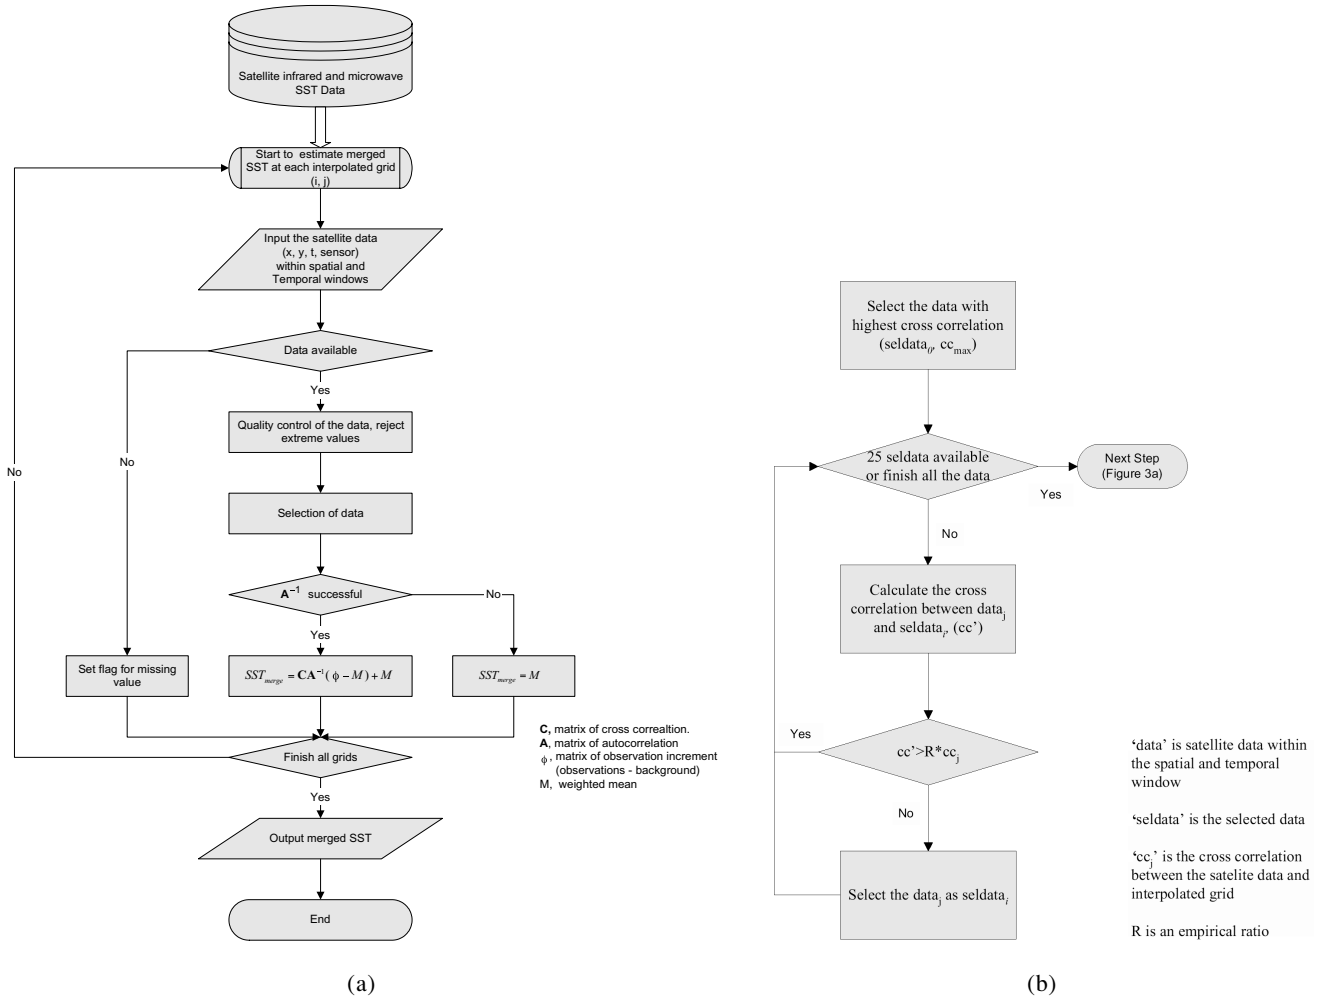 Satellite infrared and microwave
SST Data
Start to estimate merged
SST at each interpolated grid
(i, j)
Input the satellite data
(x, y, t, sensor)
within spatial and
Temporal windows
Data available
Yes
Quality control of the data, reject
extreme values
No
No
Selection of data
A⁻¹ successful
No
Yes
Set flag for missing
value
SST_merge = CA⁻¹(ϕ − M) + M
SST_merge = M
C, matrix of cross correaltion.
A, matrix of autocorrelation
ϕ, matrix of observation increment
(observations - background)
M, weighted mean
Finish all grids
Yes
Output merged SST
End
(a)
Select the data with
highest cross correlation
(seldata₀, cc_max)
25 seldata available
or finish all the data
Next Step
(Figure 3a)
Yes
No
Calculate the cross
correlation between data_j
and seldata_i, (cc’)
Yes
cc’>R*cc_j
No
Select the data_j as seldata_i
‘data’ is satellite data within
the spatial and temporal
window
‘seldata’ is the selected data
‘cc_j’ is the cross correlation
between the satelite data and
interpolated grid
R is an empirical ratio
(b)